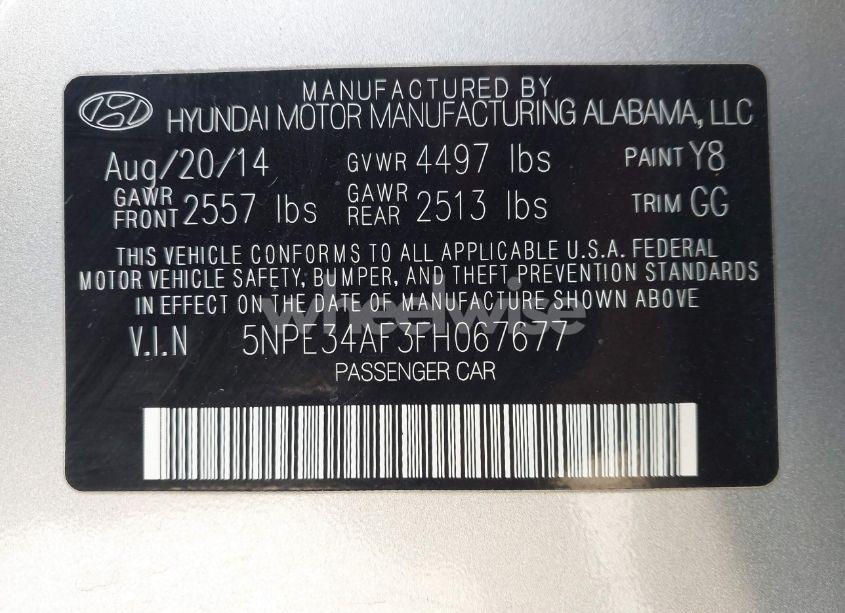 MANUFACTURED BY
HYUNDAI MOTOR MANUFACTURING ALABAMA, LLC
Aug/20/14 GVWR 4497 lbs PAINT Y8
GAWR FRONT 2557 lbs GAWR REAR 2513 lbs TRIM GG
THIS VEHICLE CONFORMS TO ALL APPLICABLE U.S.A. FEDERAL
MOTOR VEHICLE SAFETY, BUMPER, AND THEFT PREVENTION STANDARDS
IN EFFECT ON THE DATE OF MANUFACTURE SHOWN ABOVE
wheelwise
V.I.N 5NPE34AF3FH067677
PASSENGER CAR